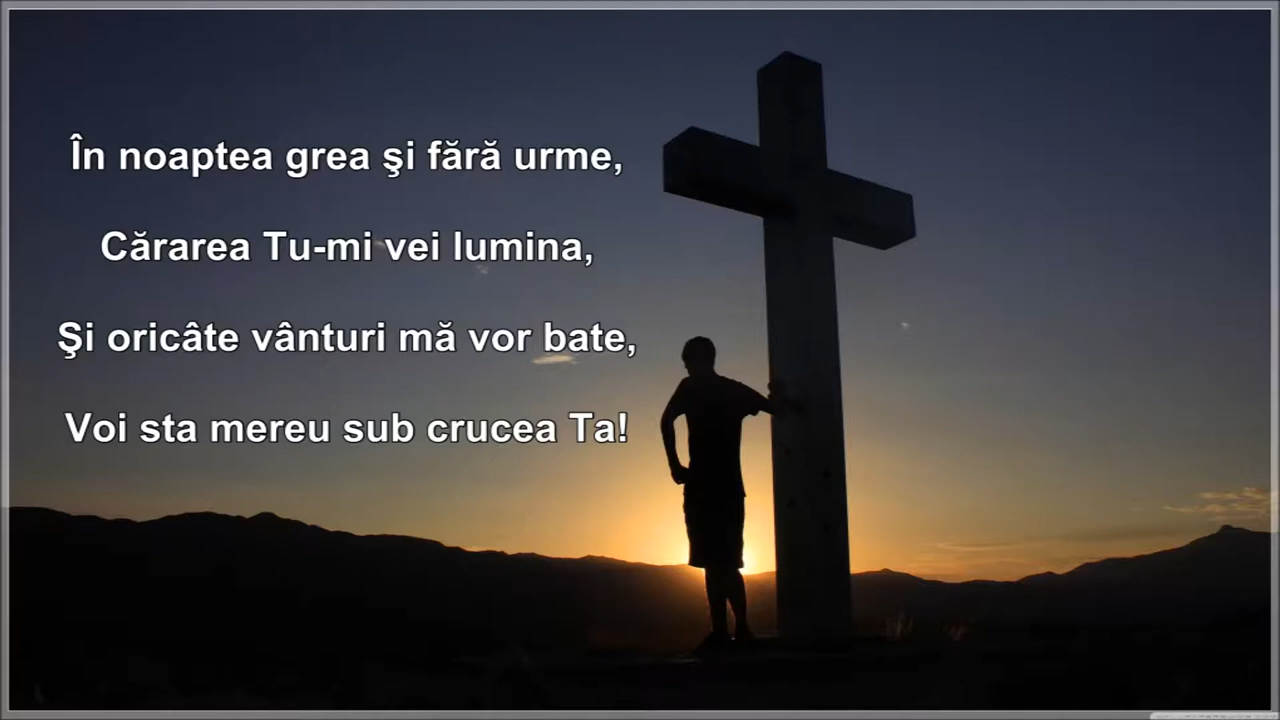 În noaptea grea şi fără urme,
Cărarea Tu-mi vei lumina,
Şi oricâte vânturi mă vor bate,
Voi sta mereu sub crucea Ta!